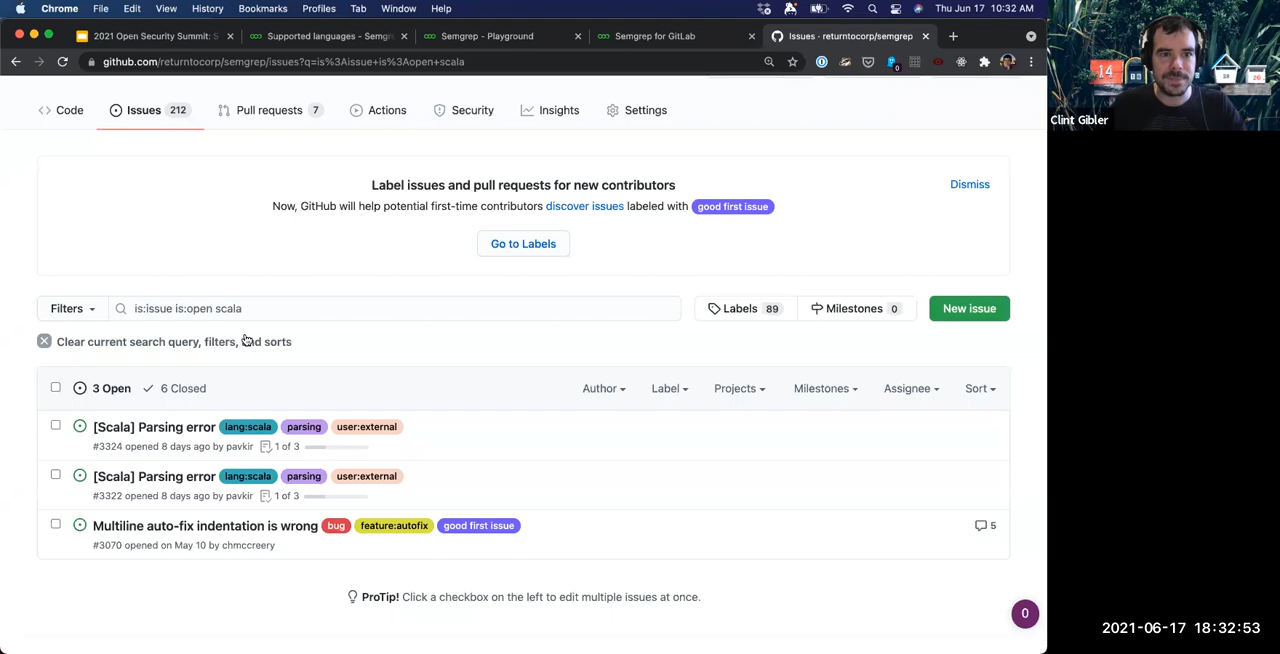 Chrome File Edit View History Bookmarks Profiles Tab Window Help Thu Jun 17 10:32 AM
2021 Open Security Summit: S Supported languages - Semgre Semgrep - Playground Semgrep for GitLab Issues · returntocorp/semgrep
github.com/returntocorp/semgrep/issues?q=is%3Aissue+is%3Aopen+scala
Code Issues 212 Pull requests 7 Actions Security Insights Settings
Label issues and pull requests for new contributors
Dismiss
Now, GitHub will help potential first-time contributors discover issues labeled with good first issue
Go to Labels
Filters is:issue is:open scala Labels 89 Milestones 0 New issue
Clear current search query, filters, and sorts
3 Open 6 Closed Author Label Projects Milestones Assignee Sort
[Scala] Parsing error lang:scala parsing user:external
#3324 opened 8 days ago by pavkir 1 of 3
[Scala] Parsing error lang:scala parsing user:external
#3322 opened 8 days ago by pavkir 1 of 3
Multiline auto-fix indentation is wrong bug feature:autofix good first issue 5
#3070 opened on May 10 by chmccreery
ProTip! Click a checkbox on the left to edit multiple issues at once.
0
14
Clint Gibler
2021-06-17 18:32:53